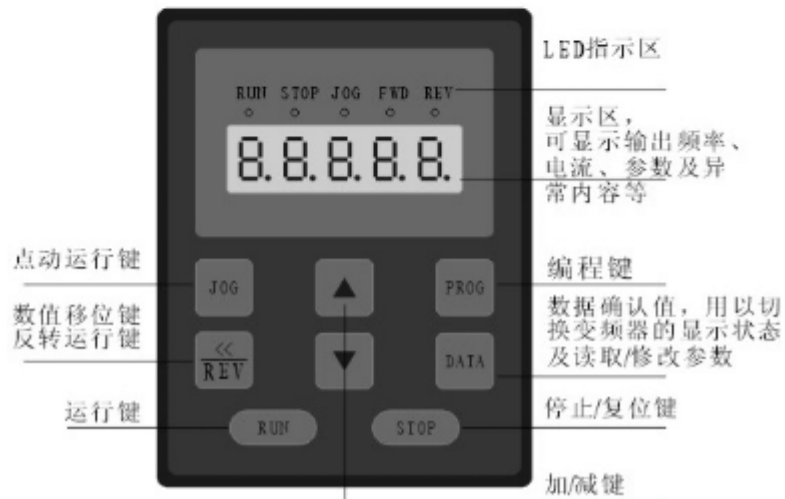 LED指示区
RUN STOP JOG FWD REV
显示区，
可显示输出频率、
电流、参数及异
常内容等
8.8.8.8.8.
点动运行键
JOG
PROG
编程键
数值移位键
反转运行键
<<
REV
DATA
数据确认值，用以切
换变频器的显示状态
及读取/修改参数
运行键
RUN
STOP
停止/复位键
加/减键